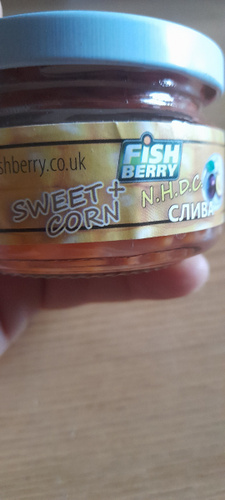 shberry.co.uk
FiSH
BERRY
SWEET +
CORN
N.H.D.C
СЛИВА